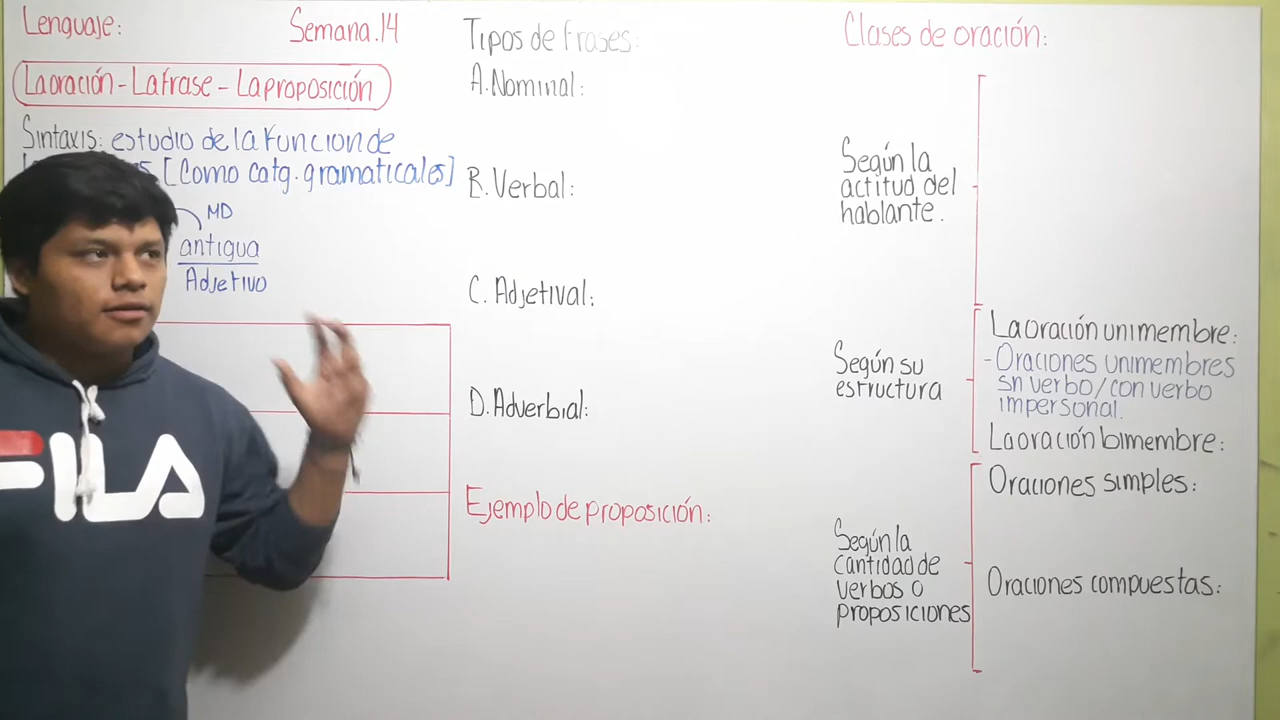 Lenguaje: Semana.14
La oración - La frase - La proposición
Sintaxis: estudio de la función de
[Como catg. gramaticales]
MD
antigua
Adjetivo
FILA
Tipos de frases:
A. Nominal:
B. Verbal:
C. Adjetival:
D. Adverbial:
Ejemplo de proposición:
Clases de oración:
Según la
actitud del
hablante.
Según su
estructura
La oración unimembre:
- Oraciones unimembres
sn verbo/con verbo
impersonal.
La oración bimembre:
Según la
cantidad de
verbos o
proposiciones
Oraciones simples:
Oraciones compuestas: